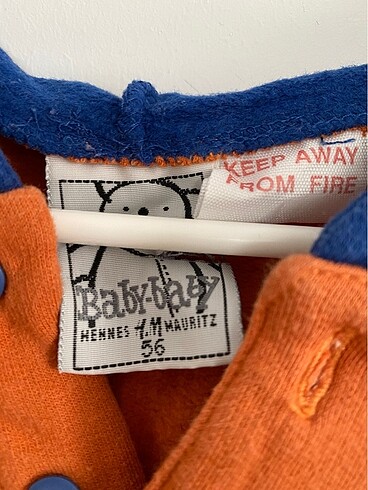 KEEP AWAY
FROM FIRE
Baby-baby
HENNES H.M MAURITZ
56